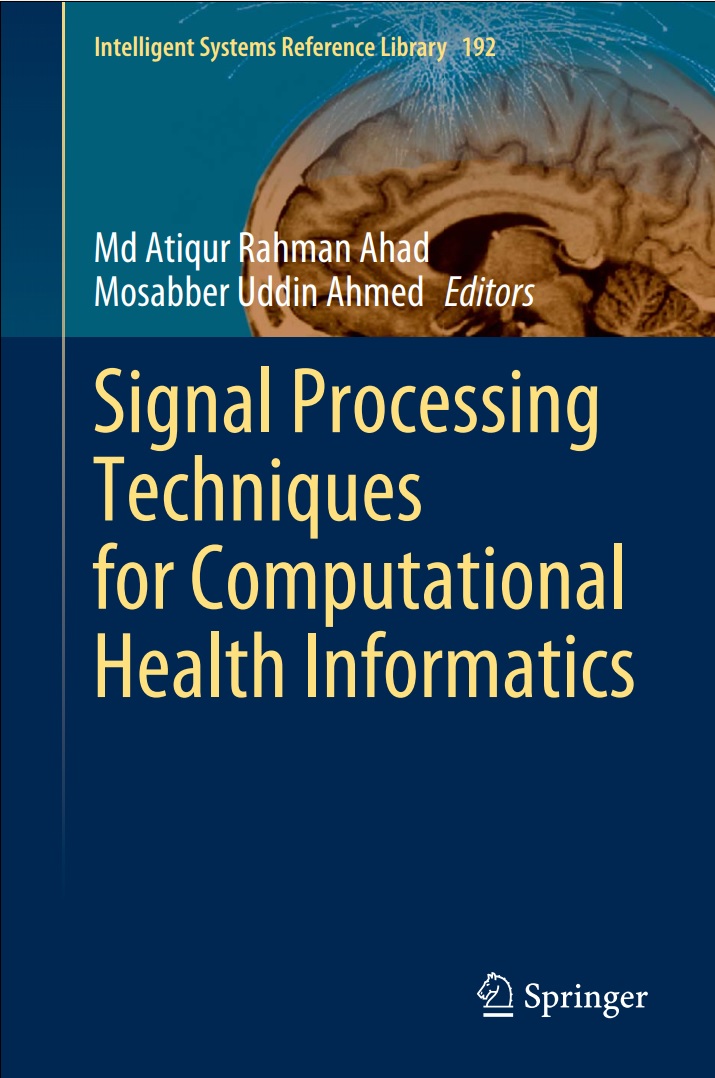 Intelligent Systems Reference Library 192
Md Atiqur Rahman Ahad
Mosabber Uddin Ahmed Editors
Signal Processing
Techniques
for Computational
Health Informatics
Springer